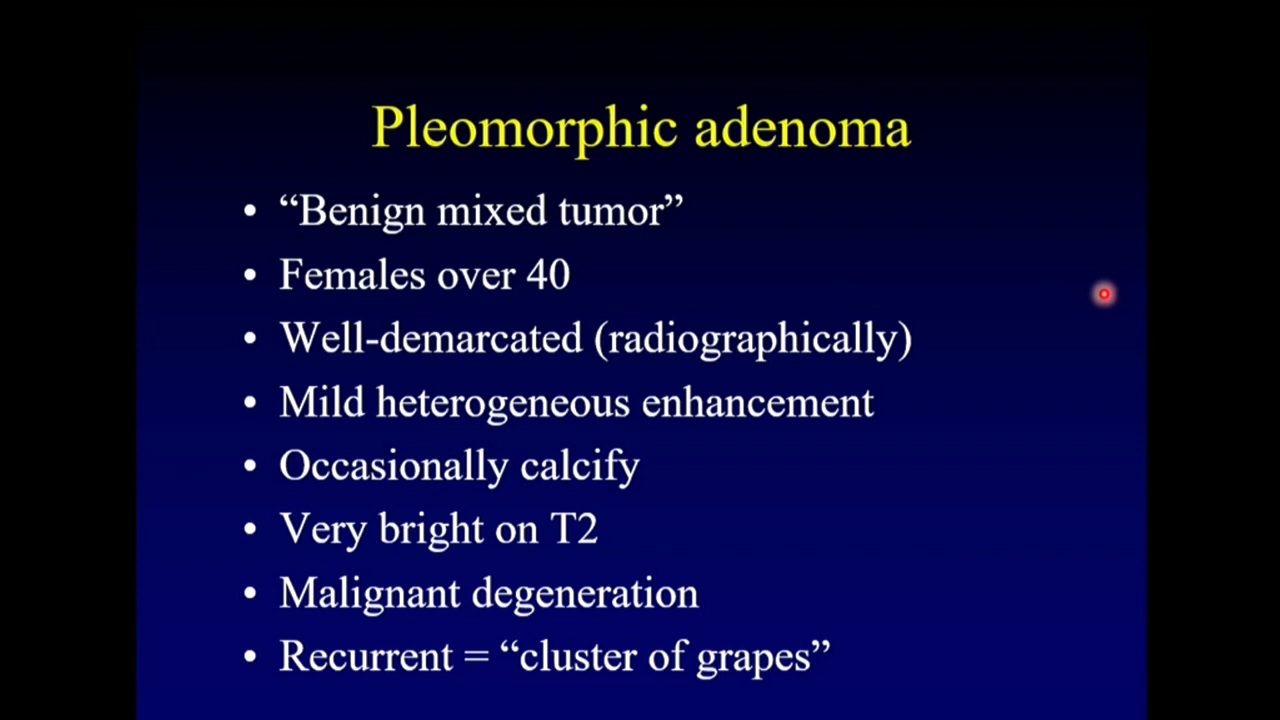 Pleomorphic adenoma
• “Benign mixed tumor”
• Females over 40
• Well-demarcated (radiographically)
• Mild heterogeneous enhancement
• Occasionally calcify
• Very bright on T2
• Malignant degeneration
• Recurrent = “cluster of grapes”